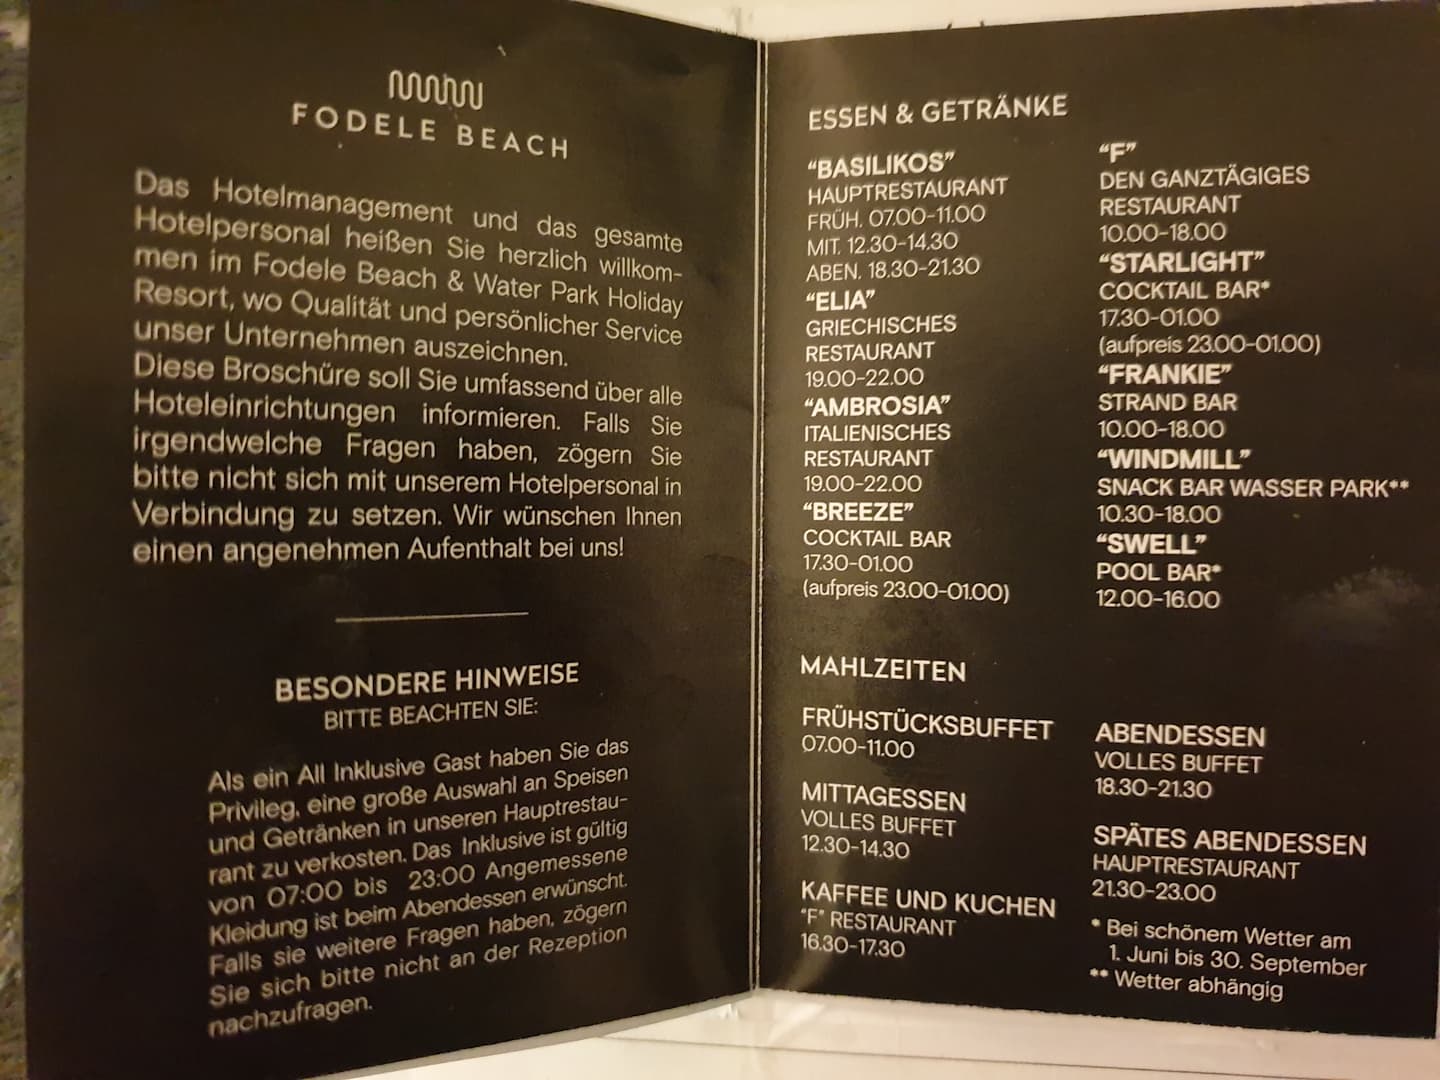 FODELE BEACH
Das Hotelmanagement und das gesamte
Hotelpersonal heißen Sie herzlich willkom-
men im Fodele Beach & Water Park Holiday
Resort, wo Qualität und persönlicher Service
unser Unternehmen auszeichnen.
Diese Broschüre soll Sie umfassend über alle
Hoteleinrichtungen informieren. Falls Sie
irgendwelche Fragen haben, zögern Sie
bitte nicht sich mit unserem Hotelpersonal in
Verbindung zu setzen. Wir wünschen Ihnen
einen angenehmen Aufenthalt bei uns!
BESONDERE HINWEISE
BITTE BEACHTEN SIE:
Als ein All Inklusive Gast haben Sie das
Privileg, eine große Auswahl an Speisen
und Getränken in unseren Hauptrestau-
rant zu verkosten. Das Inklusive ist gültig
von 07:00 bis 23:00 Angemessene
Kleidung ist beim Abendessen erwünscht.
Falls sie weitere Fragen haben, zögern
Sie sich bitte nicht an der Rezeption
nachzufragen.
ESSEN & GETRÄNKE
“BASILIKOS”
HAUPTRESTAURANT
FRÜH. 07.00-11.00
MIT. 12.30-14.30
ABEN. 18.30-21.30
“ELIA”
GRIECHISCHES
RESTAURANT
19.00-22.00
“AMBROSIA”
ITALIENISCHES
RESTAURANT
19.00-22.00
“BREEZE”
COCKTAIL BAR
17.30-01.00
(aufpreis 23.00-01.00)
“F”
DEN GANZTÄGIGES
RESTAURANT
10.00-18.00
“STARLIGHT”
COCKTAIL BAR*
17.30-01.00
(aufpreis 23.00-01.00)
“FRANKIE”
STRAND BAR
10.00-18.00
“WINDMILL”
SNACK BAR WASSER PARK**
10.30-18.00
“SWELL”
POOL BAR*
12.00-16.00
MAHLZEITEN
FRÜHSTÜCKSBUFFET
07.00-11.00
MITTAGESSEN
VOLLES BUFFET
12.30-14.30
KAFFEE UND KUCHEN
“F” RESTAURANT
16.30-17.30
ABENDESSEN
VOLLES BUFFET
18.30-21.30
SPÄTES ABENDESSEN
HAUPTRESTAURANT
21.30-23.00
* Bei schönem Wetter am
1. Juni bis 30. September
** Wetter abhängig